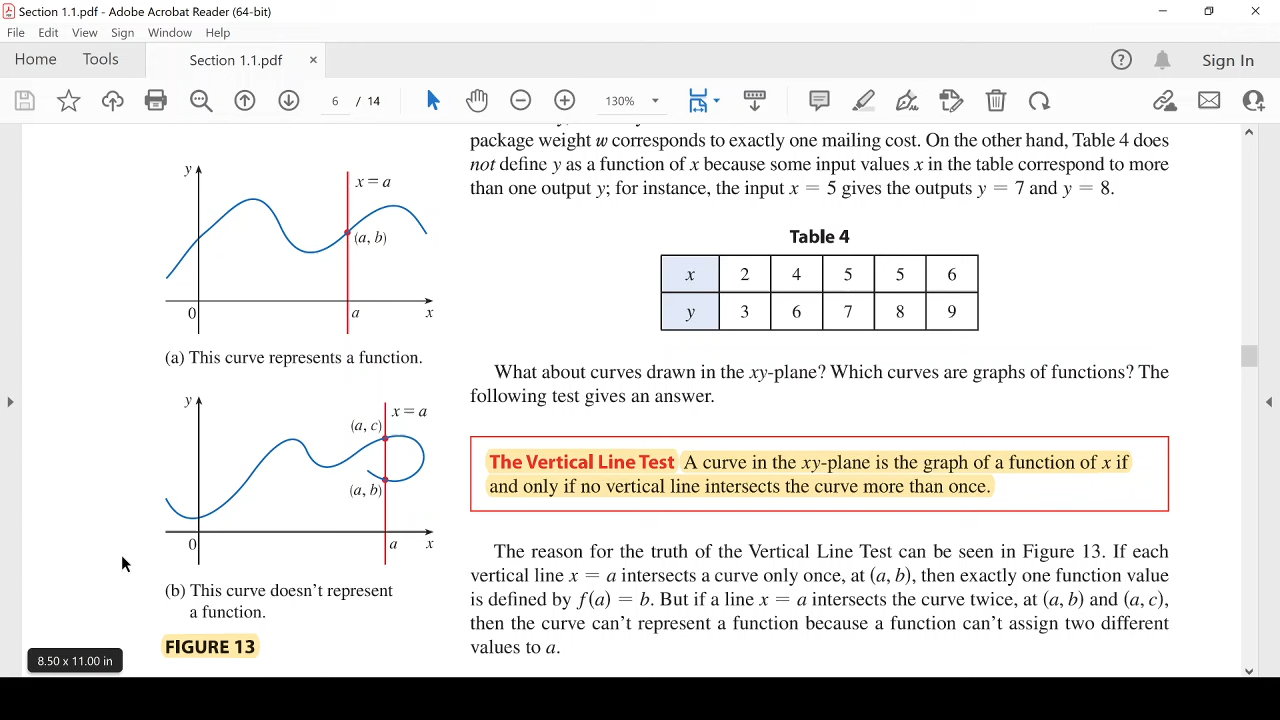 Section 1.1.pdf - Adobe Acrobat Reader (64-bit)
File Edit View Sign Window Help
Home Tools Section 1.1.pdf × Sign In
6 / 14 130%
package weight w corresponds to exactly one mailing cost. On the other hand, Table 4 does
not define y as a function of x because some input values x in the table correspond to more
than one output y; for instance, the input x = 5 gives the outputs y = 7 and y = 8.
Table 4
x 2 4 5 5 6
y 3 6 7 8 9
What about curves drawn in the xy-plane? Which curves are graphs of functions? The
following test gives an answer.
The Vertical Line Test A curve in the xy-plane is the graph of a function of x if
and only if no vertical line intersects the curve more than once.
The reason for the truth of the Vertical Line Test can be seen in Figure 13. If each
vertical line x = a intersects a curve only once, at (a, b), then exactly one function value
is defined by f(a) = b. But if a line x = a intersects the curve twice, at (a, b) and (a, c),
then the curve can't represent a function because a function can't assign two different
values to a.
y
x = a
(a, b)
0 a x
(a) This curve represents a function.
y
x = a
(a, c)
(a, b)
0 a x
(b) This curve doesn't represent
a function.
FIGURE 13
8.50 x 11.00 in